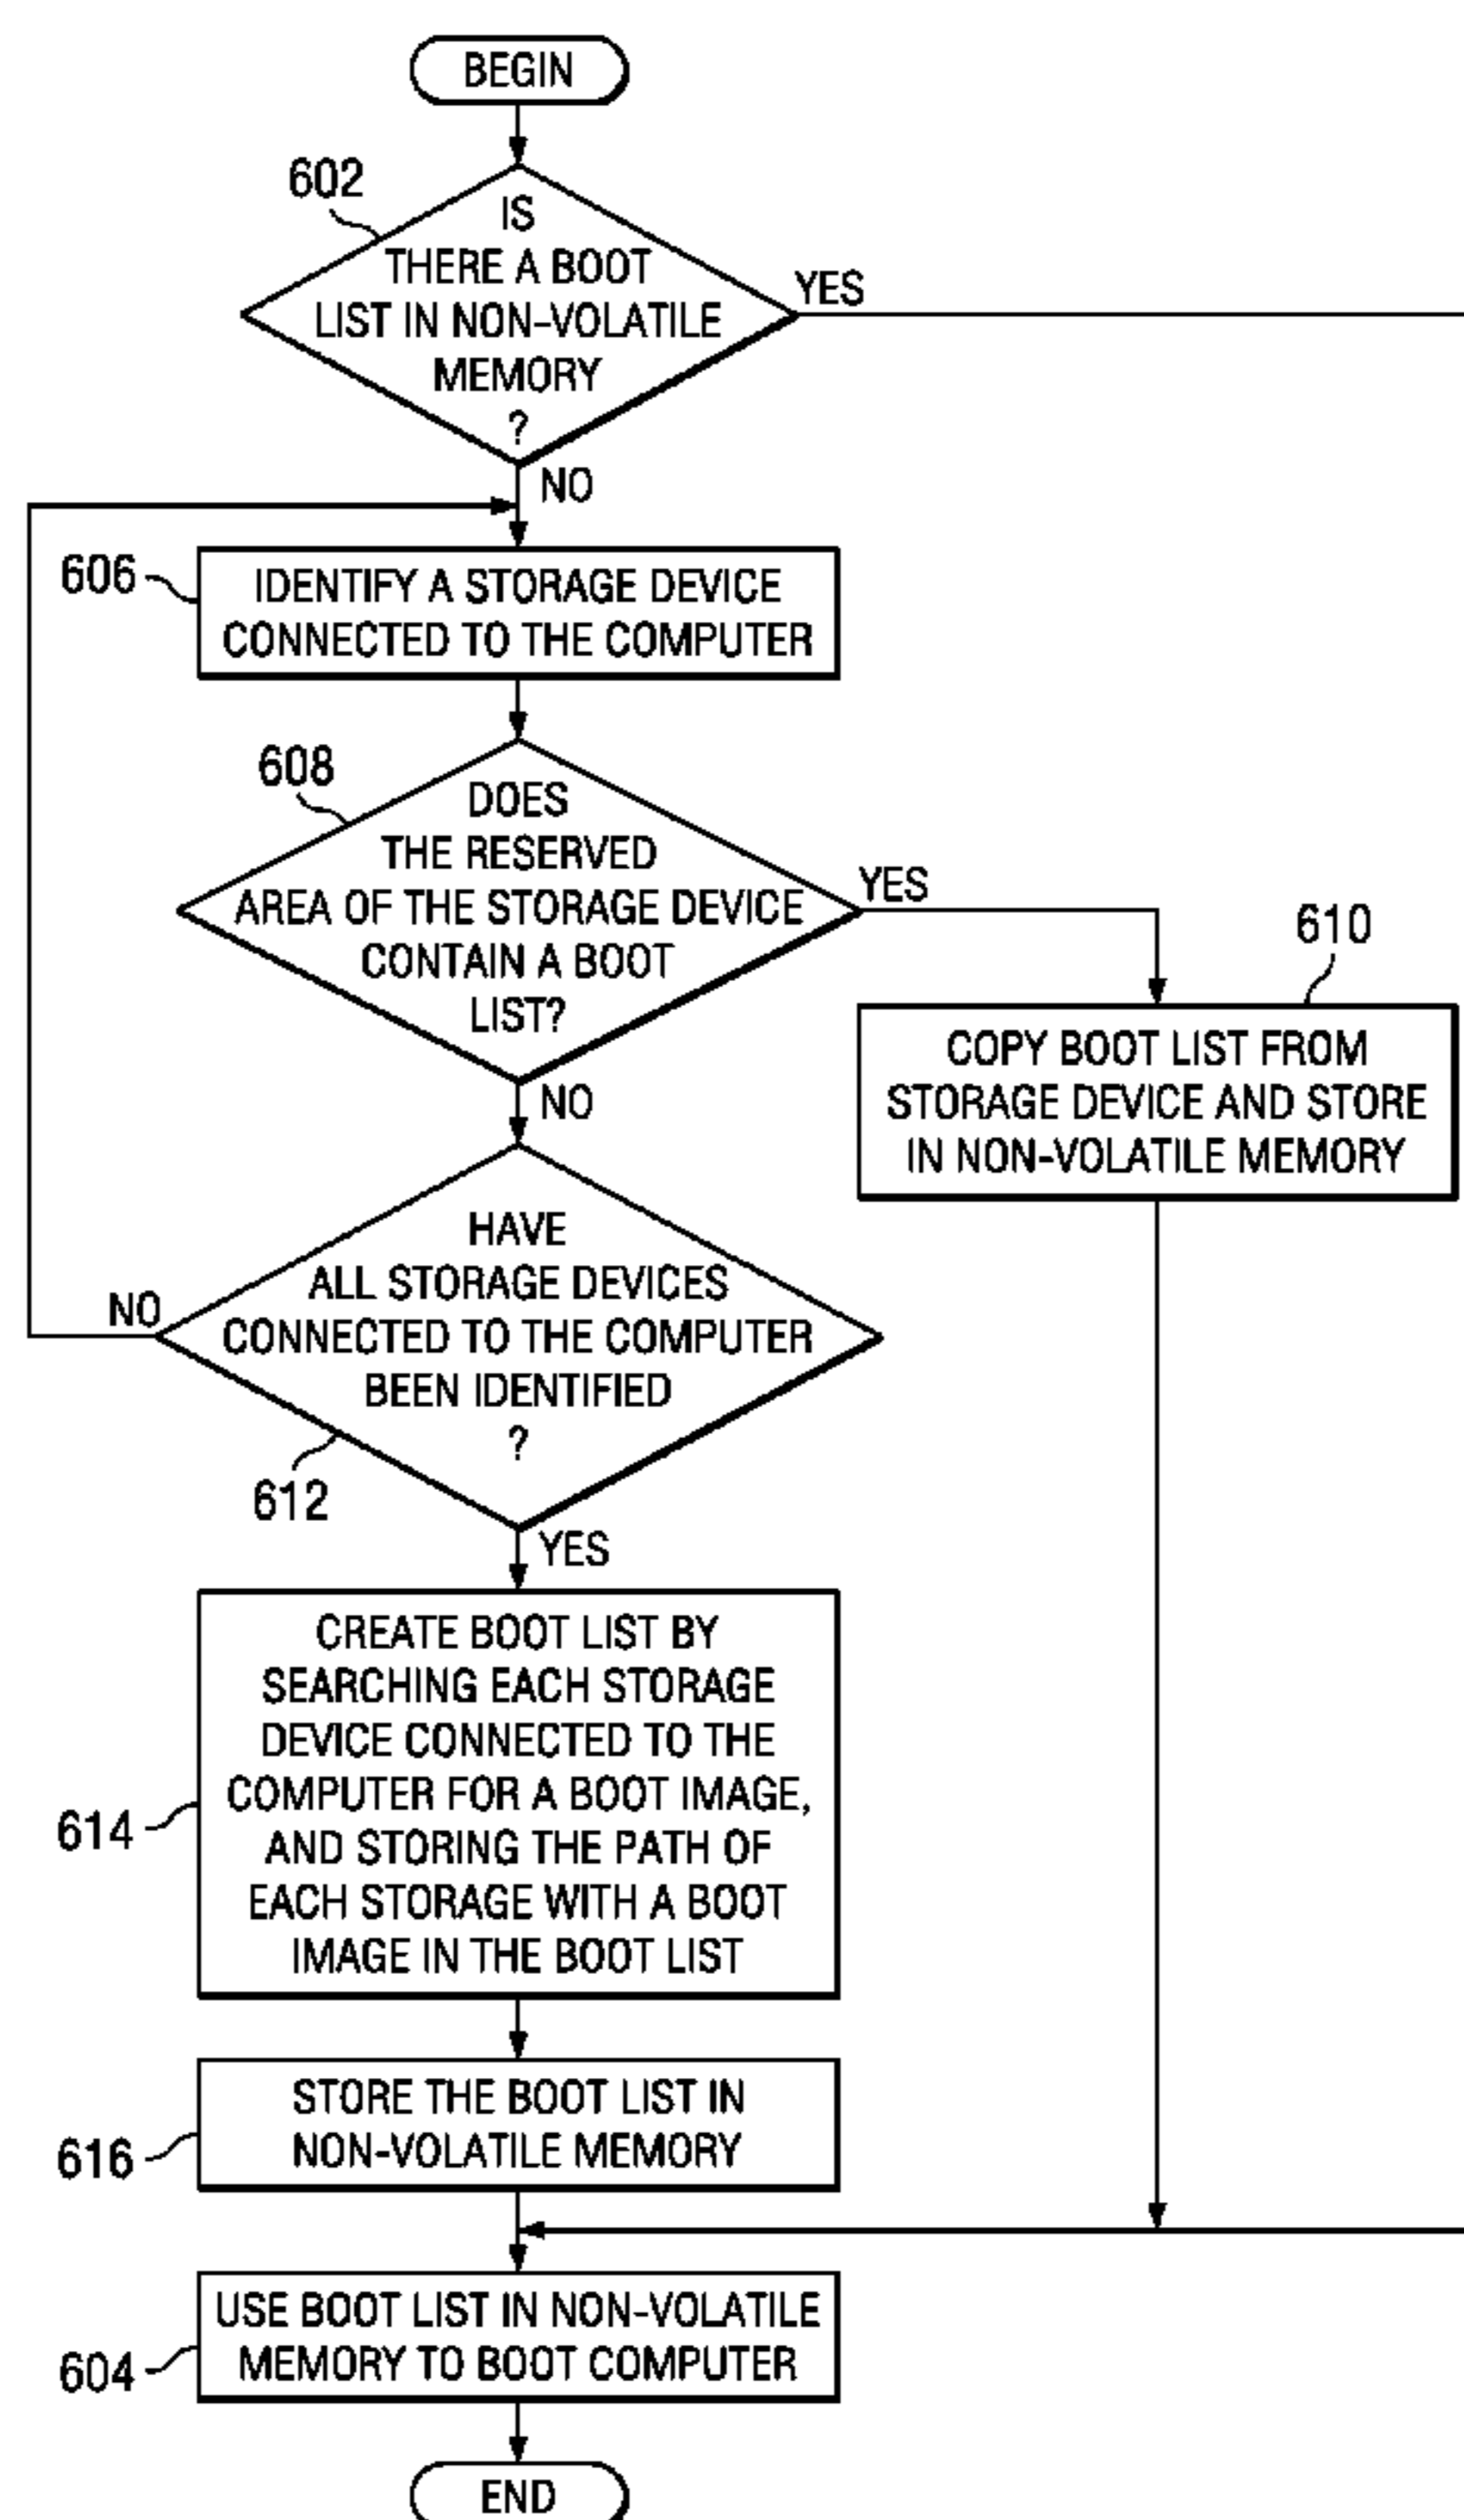 BEGIN
602
IS
THERE A BOOT
LIST IN NON-VOLATILE
MEMORY
?
YES
NO
606
IDENTIFY A STORAGE DEVICE
CONNECTED TO THE COMPUTER
608
DOES
THE RESERVED
AREA OF THE STORAGE DEVICE
CONTAIN A BOOT
LIST?
YES
NO
610
COPY BOOT LIST FROM
STORAGE DEVICE AND STORE
IN NON-VOLATILE MEMORY
HAVE
ALL STORAGE DEVICES
CONNECTED TO THE COMPUTER
BEEN IDENTIFIED
?
NO
612
YES
CREATE BOOT LIST BY
SEARCHING EACH STORAGE
DEVICE CONNECTED TO THE
COMPUTER FOR A BOOT IMAGE,
AND STORING THE PATH OF
EACH STORAGE WITH A BOOT
IMAGE IN THE BOOT LIST
614
STORE THE BOOT LIST IN
NON-VOLATILE MEMORY
616
USE BOOT LIST IN NON-VOLATILE
MEMORY TO BOOT COMPUTER
604
END